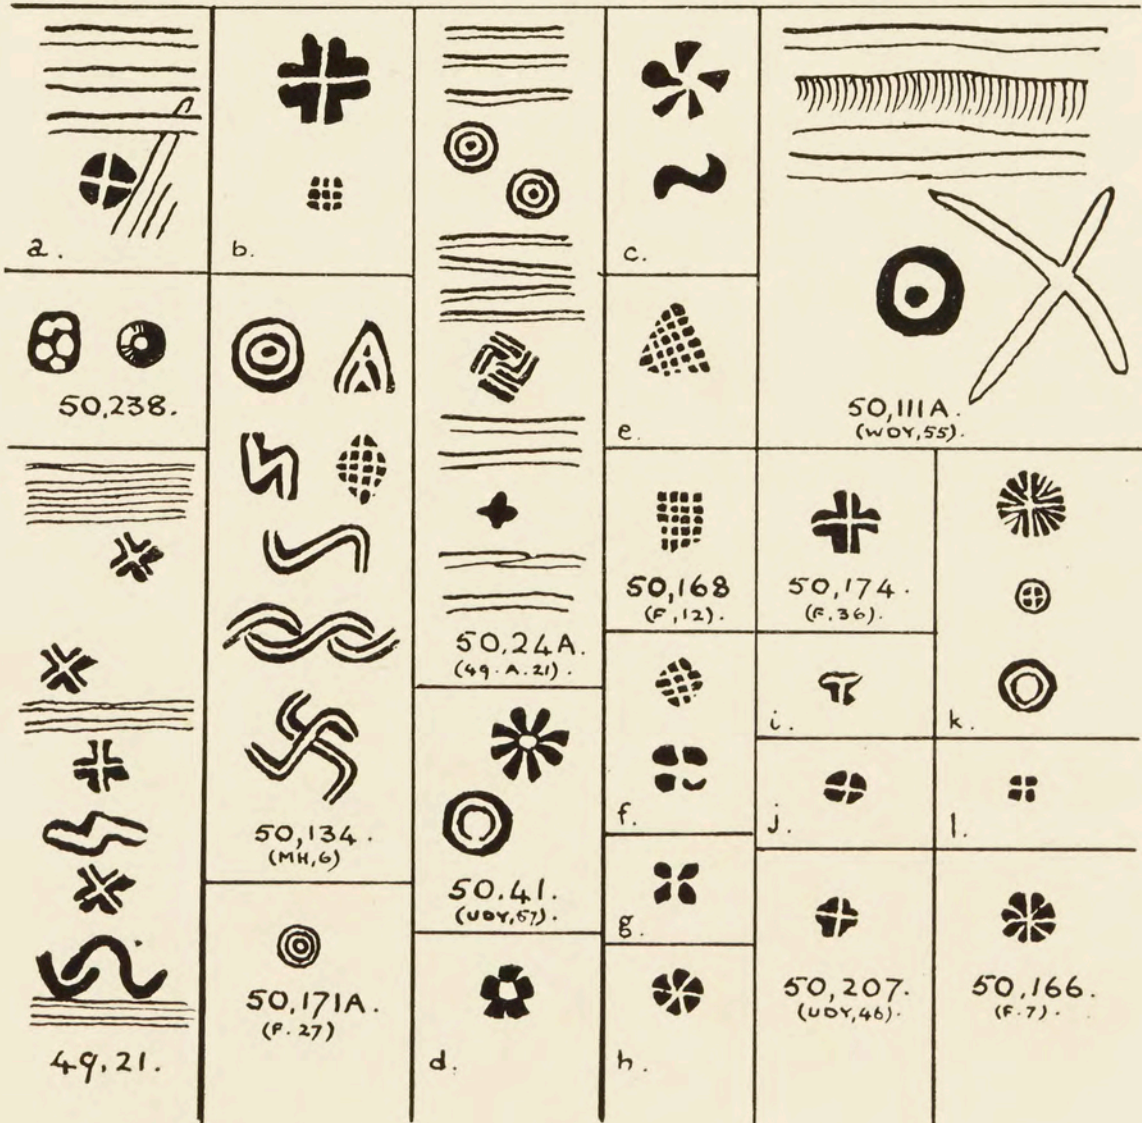 a.
b.
c.
50,238.
e.
50,111A.
(WDY,55).
50,168
(F,12).
50,174.
(F.36).
50,24A.
(49.A.21).
i.
k.
50,134.
(MH,6)
f.
j.
l.
50.41.
(UDY,57).
g.
50,171A.
(F.27)
50,207.
(UDY,46).
50,166.
(F.7).
49,21.
d.
h.